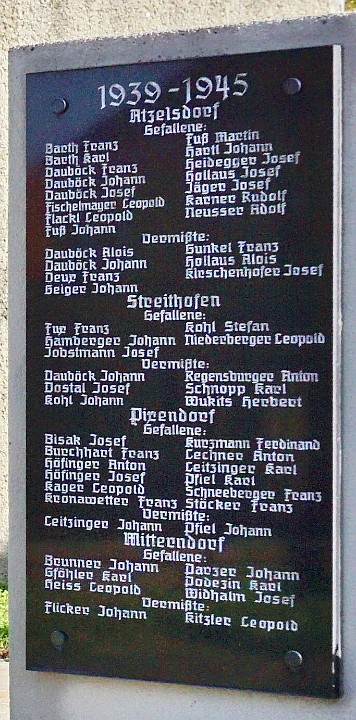 1939-1945
Atzelsdorf
Gefallene:
Barth Franz
Barth Karl
Dauböck Franz
Dauböck Johann
Dauböck Josef
Fischelmayer Leopold
Flackl Leopold
Fuß Johann
Fuß Martin
Hartl Johann
Heidegger Josef
Hollaus Josef
Jäger Josef
Karner Rudolf
Neusser Adolf
Vermißte:
Dauböck Alois
Dauböck Johann
Deux Franz
Geiger Johann
Gunkel Franz
Hollaus Alois
Kirschenhofer Josef
Streithofen
Gefallene:
Fux Franz
Hamberger Johann
Jobstmann Josef
Kohl Stefan
Niederberger Leopold
Vermißte:
Dauböck Johann
Dostal Josef
Kohl Johann
Regensburger Anton
Schnopp Karl
Wukits Herbert
Pixendorf
Gefallene:
Bisak Josef
Burchhart Franz
Höfinger Anton
Höfinger Josef
Kager Leopold
Kronawetter Franz
Kurzmann Ferdinand
Lechner Anton
Leitzinger Karl
Pfiel Karl
Schneeberger Franz
Stöcker Franz
Vermißte:
Leitzinger Johann
Pfiel Johann
Mitterndorf
Gefallene:
Brunner Johann
Gföhler Karl
Heiss Leopold
Darzer Johann
Dodezin Karl
Widhalm Josef
Vermißte:
Flicker Johann
Kitzler Leopold